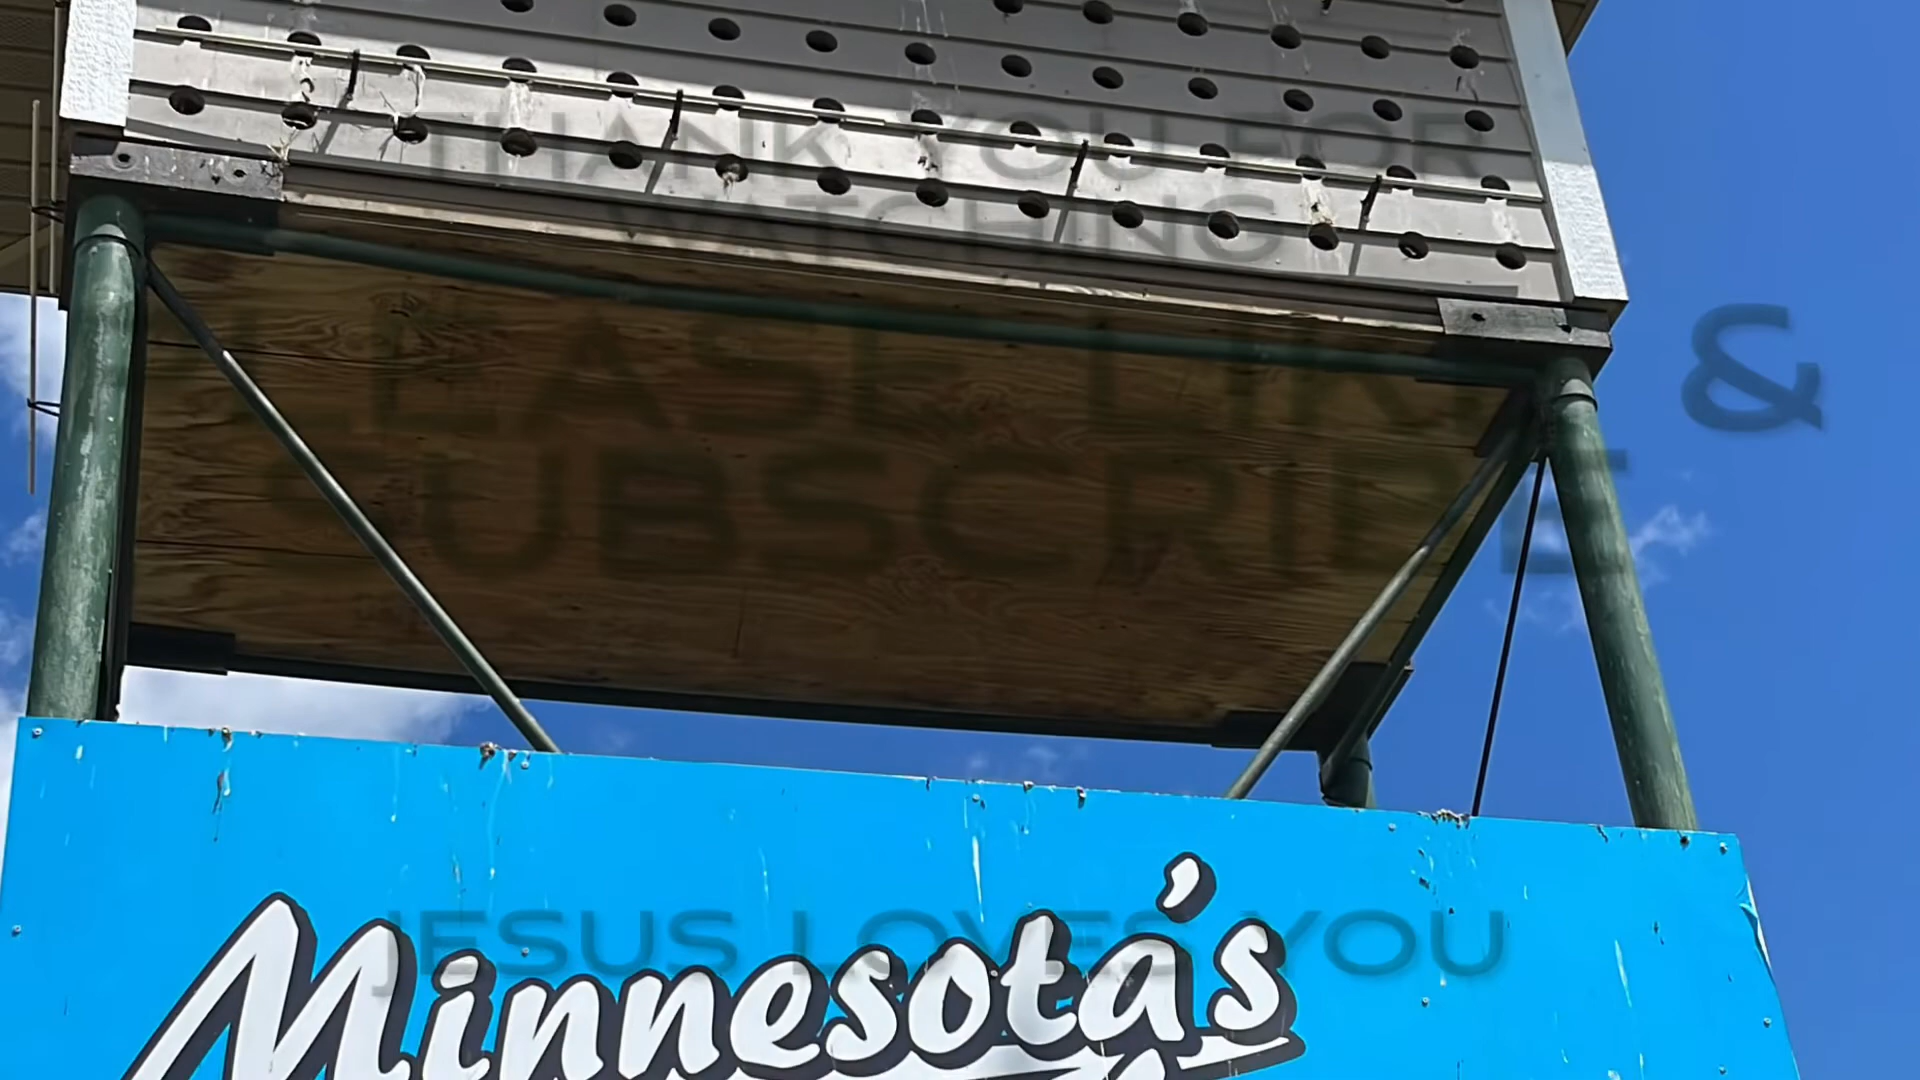 THANK YOU FOR
WATCHING
PLEASE LIKE &
SUBSCRIBE
JESUS LOVES YOU
Minnesota's